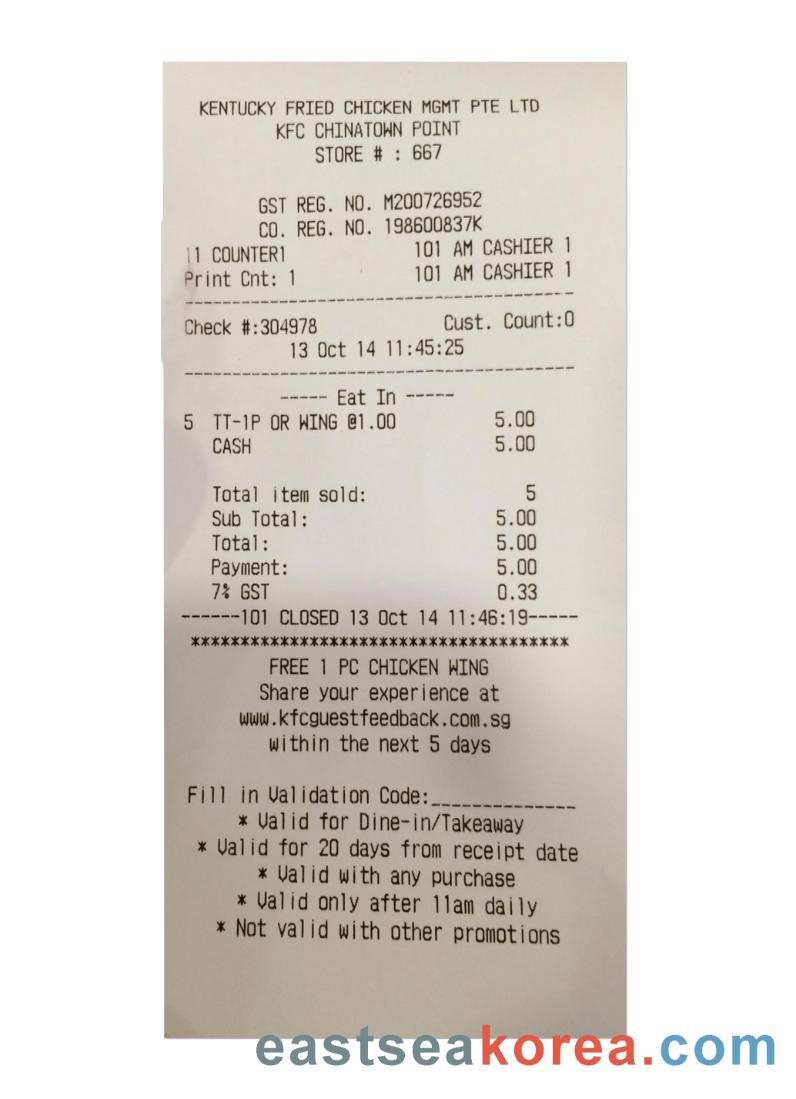 KENTUCKY FRIED CHICKEN MGMT PTE LTD
KFC CHINATOWN POINT
STORE # : 667
GST REG. NO. M200726952
CO. REG. NO. 198600837K
11 COUNTER1 101 AM CASHIER 1
Print Cnt: 1 101 AM CASHIER 1
----------------------------------------
Check #:304978 Cust. Count:0
13 Oct 14 11:45:25
----------------------------------------
----- Eat In -----
5 TT-1P OR WING @1.00 5.00
CASH 5.00
Total item sold: 5
Sub Total: 5.00
Total: 5.00
Payment: 5.00
7% GST 0.33
------101 CLOSED 13 Oct 14 11:46:19-----
***************************************
FREE 1 PC CHICKEN WING
Share your experience at
www.kfcguestfeedback.com.sg
within the next 5 days
Fill in Validation Code:_______________
* Valid for Dine-in/Takeaway
* Valid for 20 days from receipt date
* Valid with any purchase
* Valid only after 11am daily
* Not valid with other promotions
eastseakorea.com